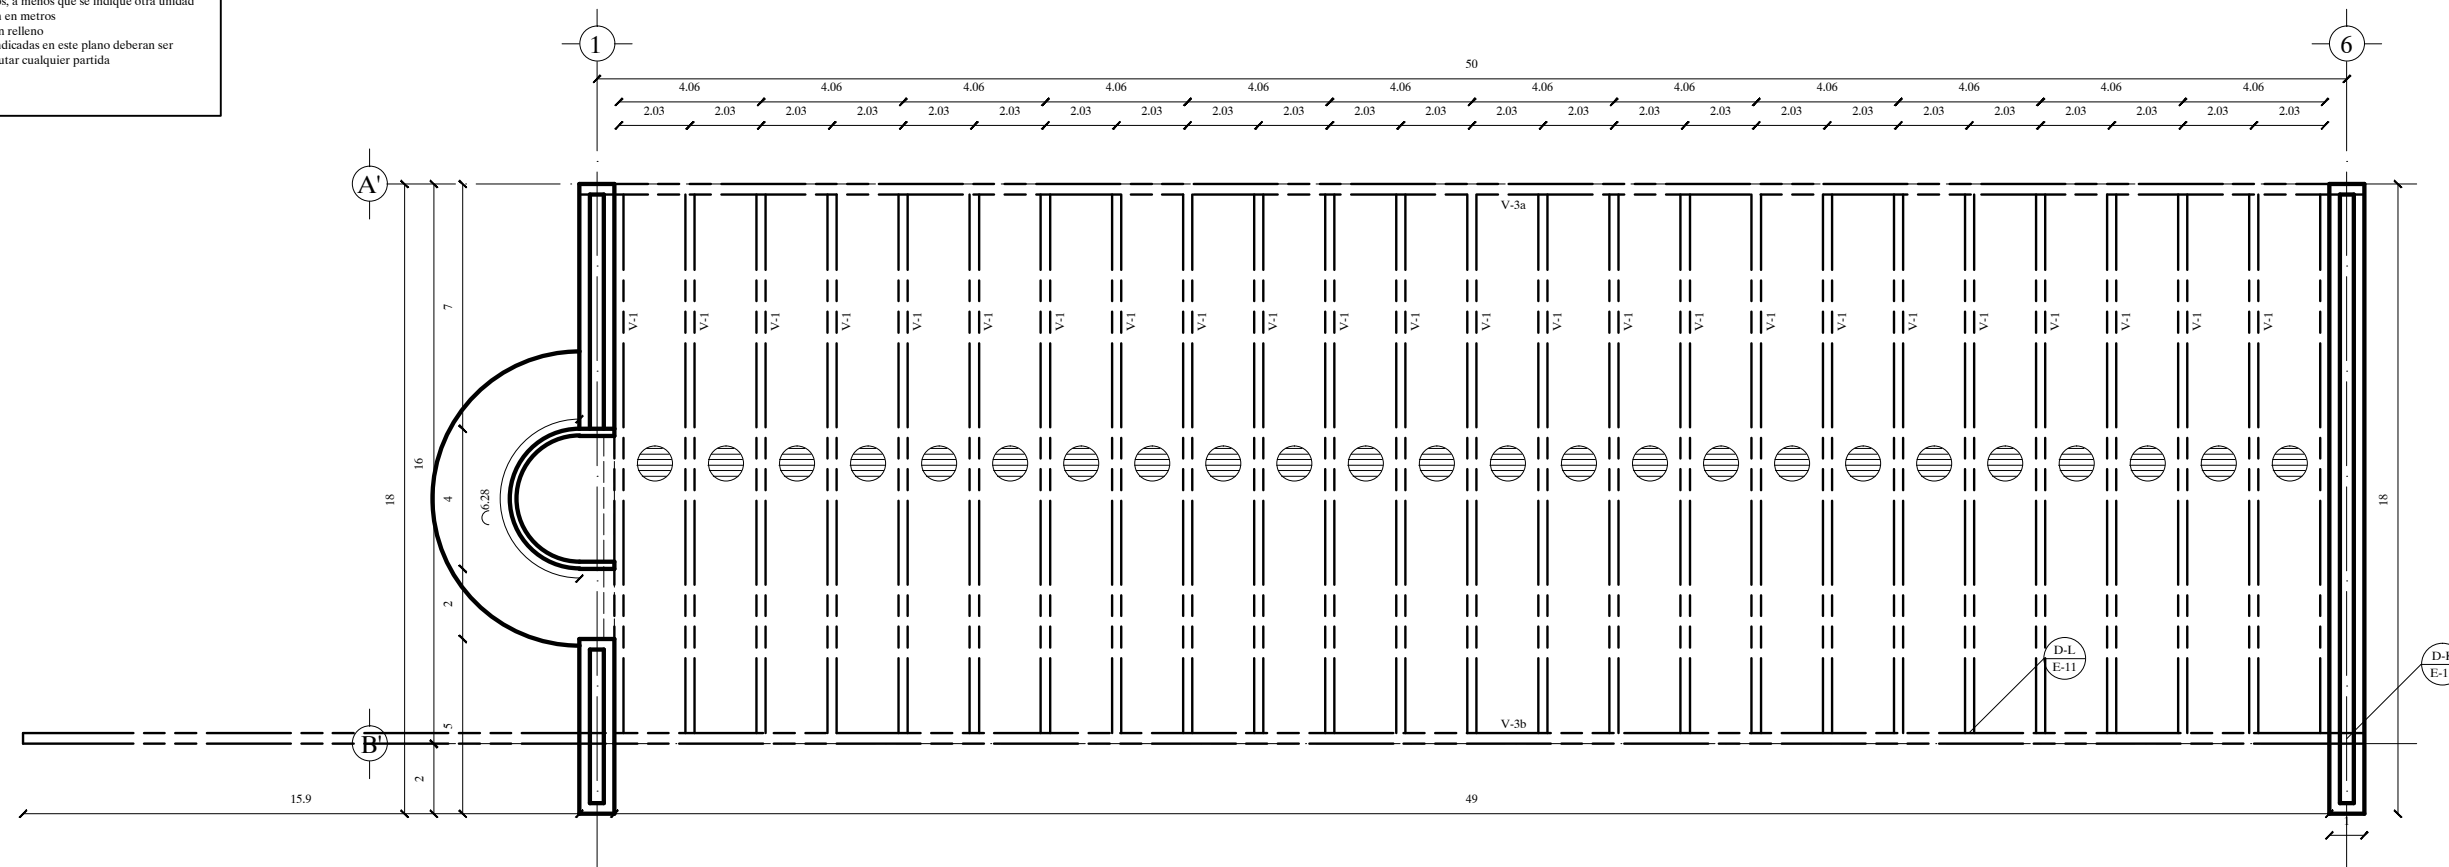 os, a menos que se indique otra unidad
n en metros
n relleno
ndicadas en este plano deberan ser
utar cualquier partida
1
6
50
4.06 4.06 4.06 4.06 4.06 4.06 4.06 4.06 4.06 4.06 4.06 4.06
2.03 2.03 2.03 2.03 2.03 2.03 2.03 2.03 2.03 2.03 2.03 2.03 2.03 2.03 2.03 2.03 2.03 2.03 2.03 2.03 2.03 2.03 2.03 2.03
A'
V-3a
7
V-1 V-1 V-1 V-1 V-1 V-1 V-1 V-1 V-1 V-1 V-1 V-1 V-1 V-1 V-1 V-1 V-1 V-1 V-1 V-1 V-1 V-1 V-1 V-1
16
18
4
6.28
18
2
D-L
E-11
D-
E-1
5
V-3b
B'
2
15.9
49
1